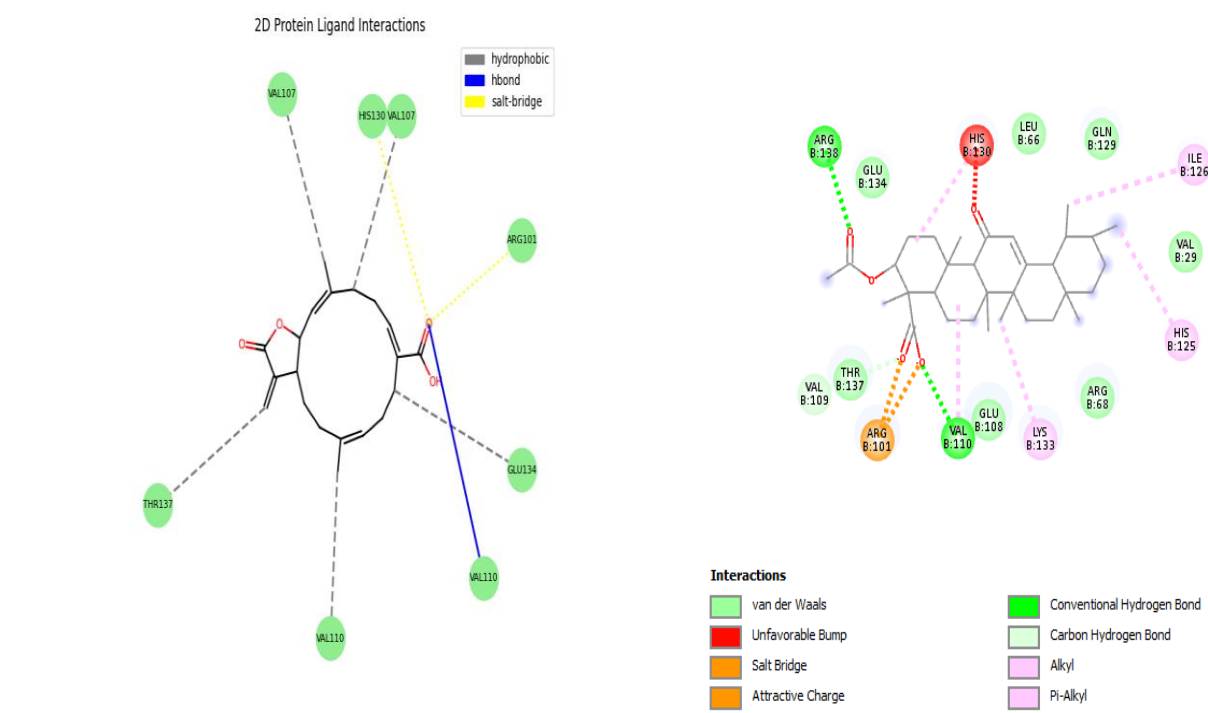 2D Protein Ligand Interactions
hydrophobic
hbond
salt-bridge
VAL107
HIS130
VAL107
ARG101
O
O
O
OH
GLU134
THR137
VAL110
VAL110
ARG
B:138
GLU
B:134
HIS
B:130
LEU
B:66
GLN
B:129
ILE
B:126
VAL
B:29
HIS
B:125
O
O
O
O
O
THR
B:137
VAL
B:109
ARG
B:101
VAL
B:110
GLU
B:108
LYS
B:133
ARG
B:68
Interactions
van der Waals
Unfavorable Bump
Salt Bridge
Attractive Charge
Conventional Hydrogen Bond
Carbon Hydrogen Bond
Alkyl
Pi-Alkyl